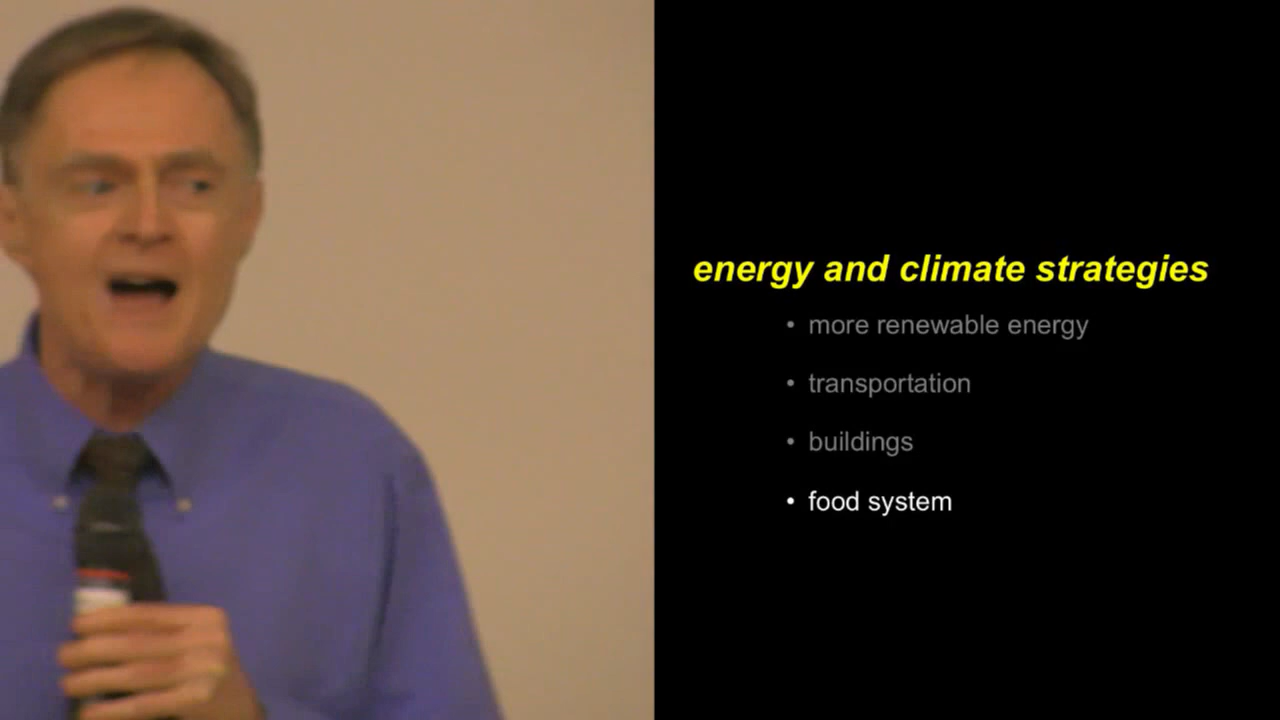 energy and climate strategies
• more renewable energy
• transportation
• buildings
• food system